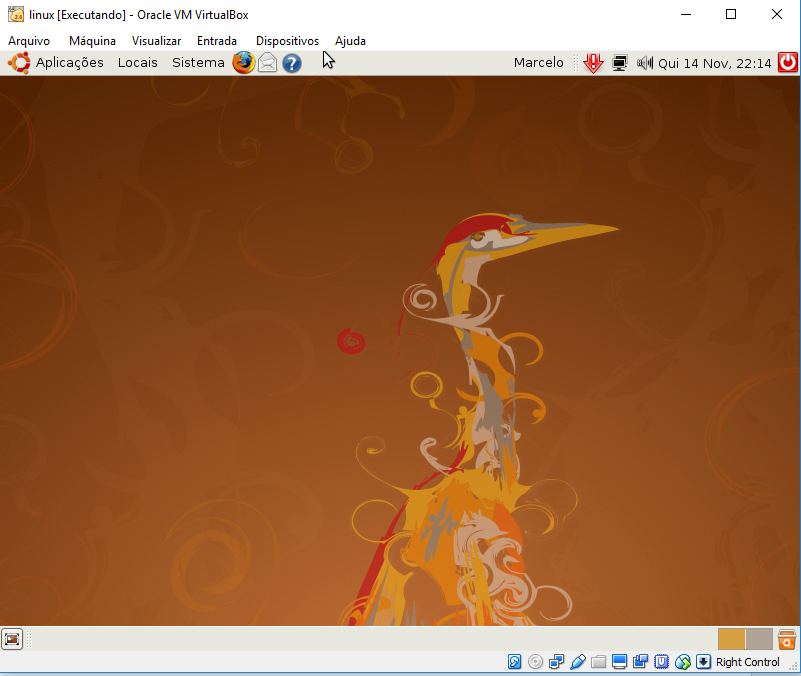 linux [Executando] - Oracle VM VirtualBox
Arquivo Máquina Visualizar Entrada Dispositivos Ajuda
Aplicações Locais Sistema ? Marcelo Qui 14 Nov, 22:14
Right Control